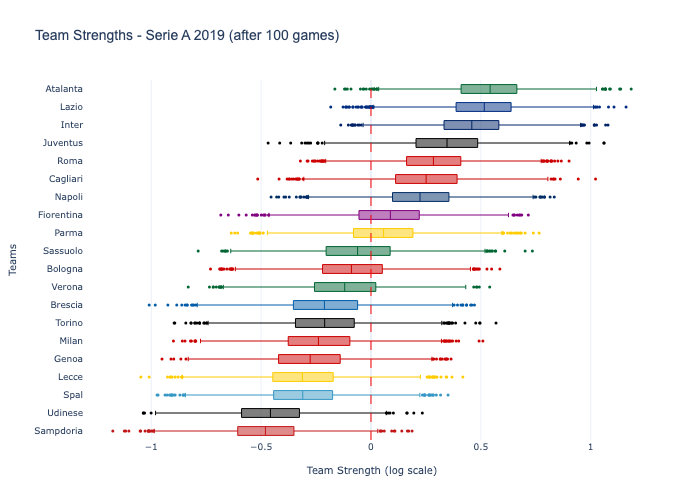 Team Strengths - Serie A 2019 (after 100 games)
Atalanta
Lazio
Inter
Juventus
Roma
Cagliari
Napoli
Fiorentina
Parma
Sassuolo
Bologna
Verona
Brescia
Torino
Milan
Genoa
Lecce
Spal
Udinese
Sampdoria
Teams
−1
−0.5
0
0.5
1
Team Strength (log scale)